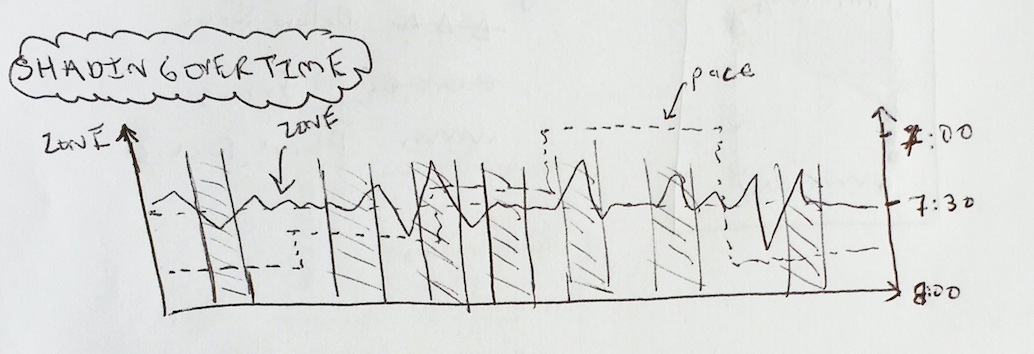 SHADING OVER TIME
pace
ZONE
ZONE
7:00
7:30
8:00